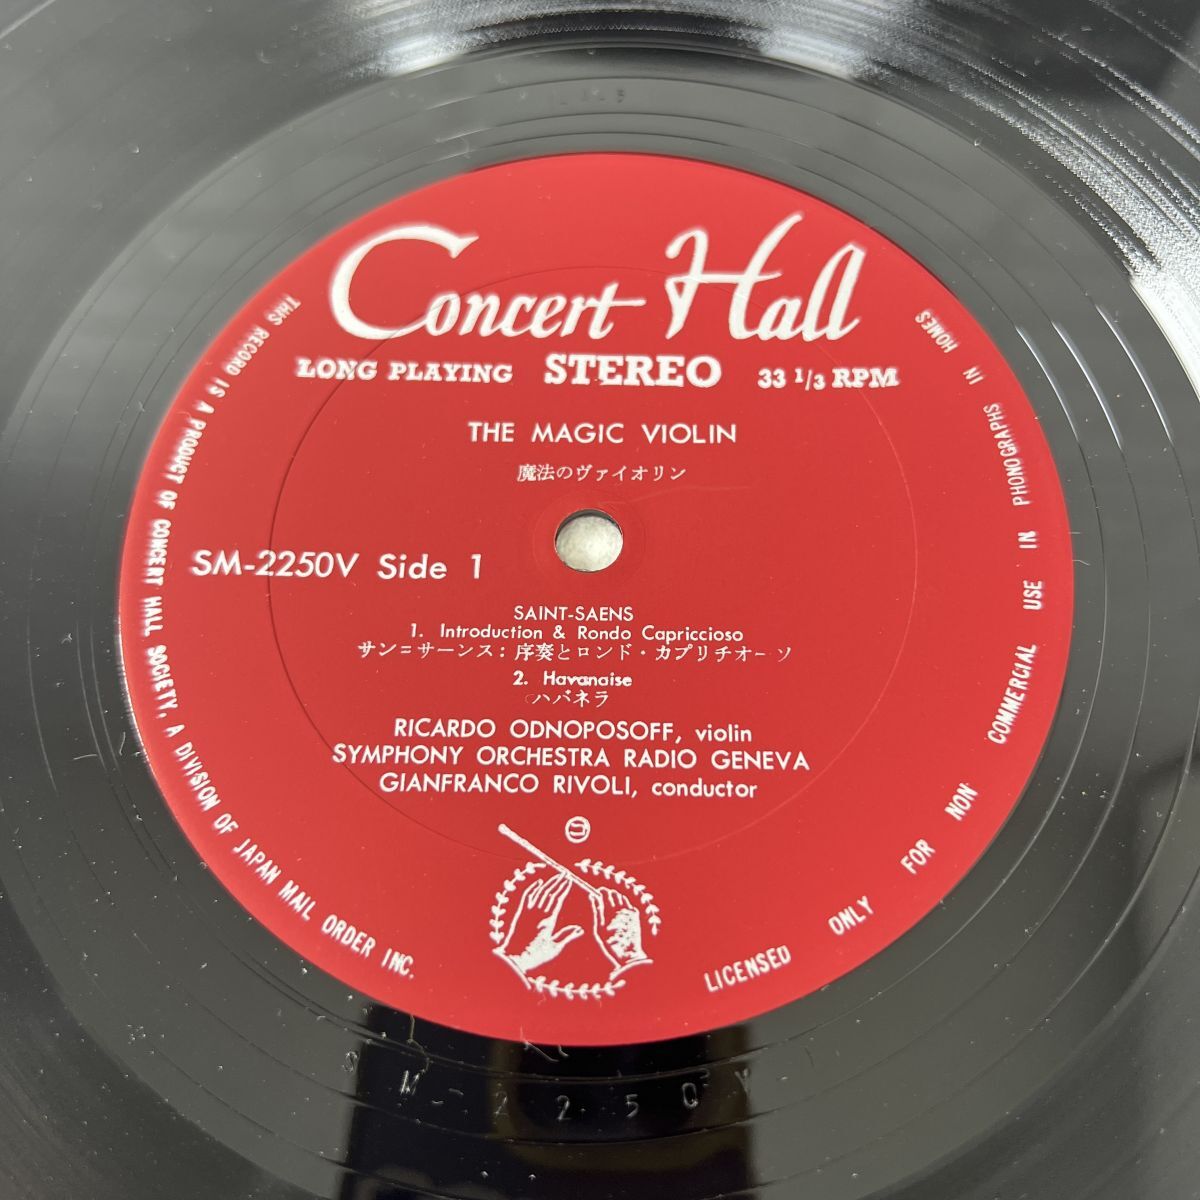 Concert Hall
LONG PLAYING STEREO 33 1/3 RPM
THE MAGIC VIOLIN
魔法のヴァイオリン
SM-2250V Side 1
SAINT-SAENS
1. Introduction & Rondo Capriccioso
サン=サーンス:序奏とロンド・カプリチオーソ
2. Havanaise
ハバネラ
RICARDO ODNOPOSOFF, violin
SYMPHONY ORCHESTRA RADIO GENEVA
GIANFRANCO RIVOLI, conductor
THIS RECORD IS A PRODUCT OF CONCERT HALL SOCIETY, A DIVISION OF JAPAN MAIL ORDER INC.
LICENSED ONLY FOR NON COMMERCIAL USE IN PHONOGRAPHS IN HOMES